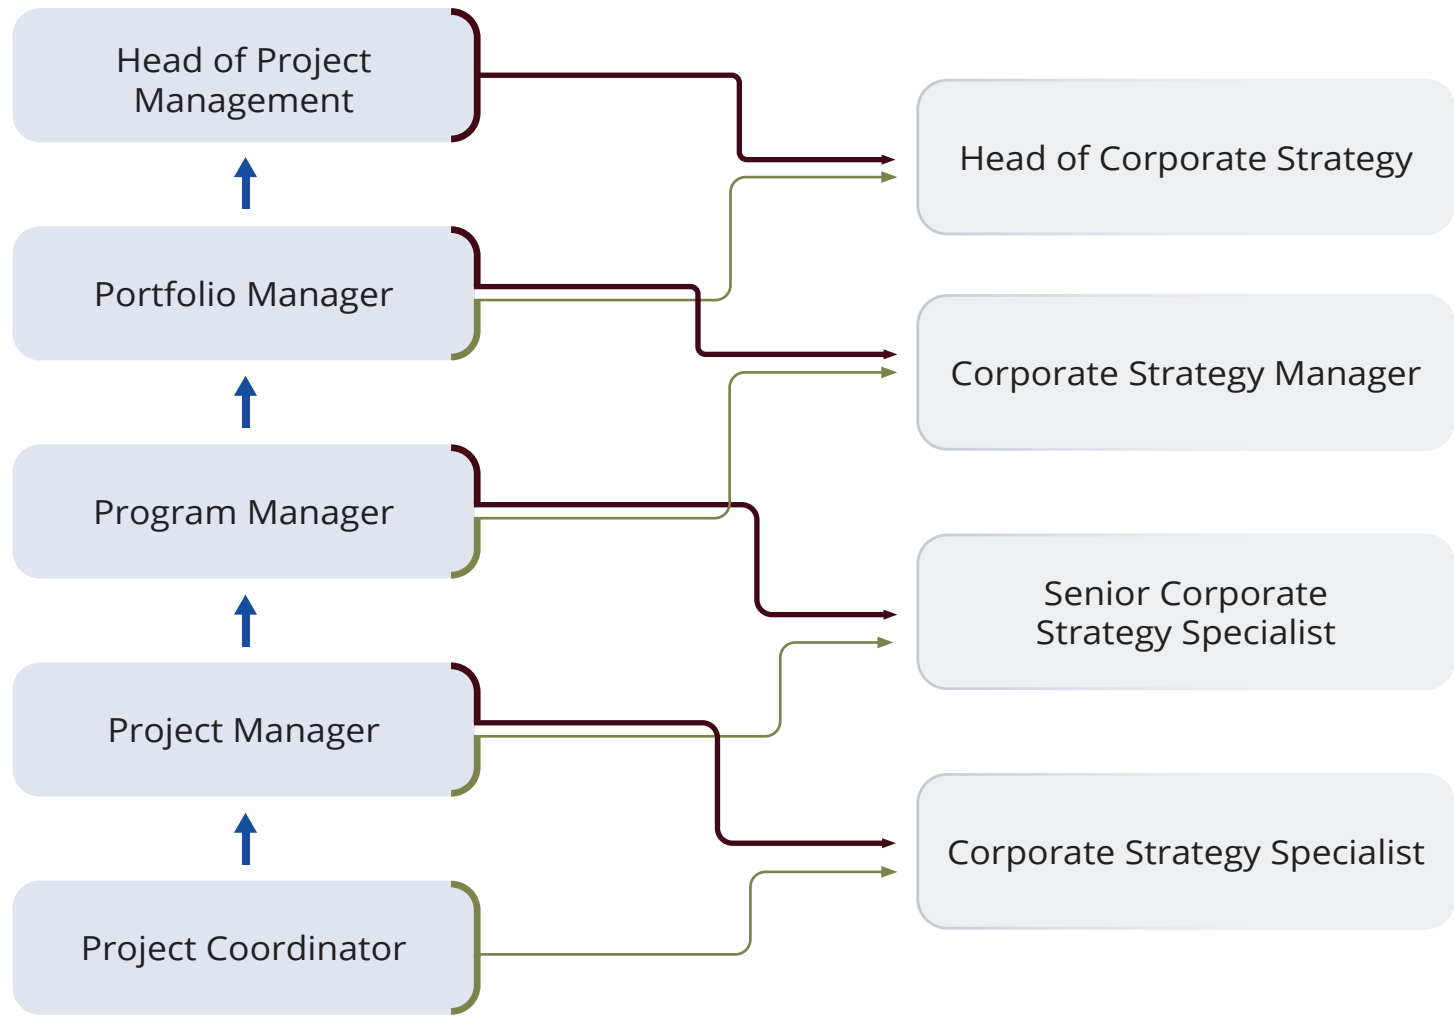 Head of Project
Management
Portfolio Manager
Program Manager
Project Manager
Project Coordinator
Head of Corporate Strategy
Corporate Strategy Manager
Senior Corporate
Strategy Specialist
Corporate Strategy Specialist